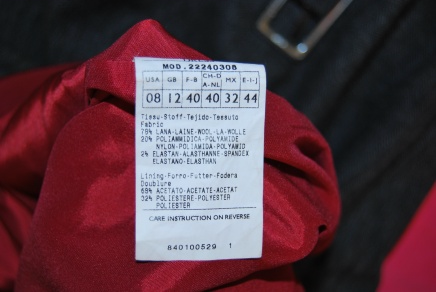 MOD.22240308
USA GB F-B CH-D A-NL MX E-I-J
08 12 40 40 32 44
Tissu-Stoff-Tejido-Tessuto
Fabric
78% LANA-LAINE-WOOL-LA-WOLLE
20% POLIAMMIDICA-POLYAMIDE
NYLON-POLIAMIDA-POLYAMID
2% ELASTAN-ALASTHANNE-SPANDEX
ELASTANO-ELASTHAN
Lining-Furro-Futter-Fodera
Doublure
68% ACETATO-ACETATE-ACETAT
32% POLIESTERE-POLYESTER
POLIESTER
CARE INSTRUCTION ON REVERSE
840100529 1